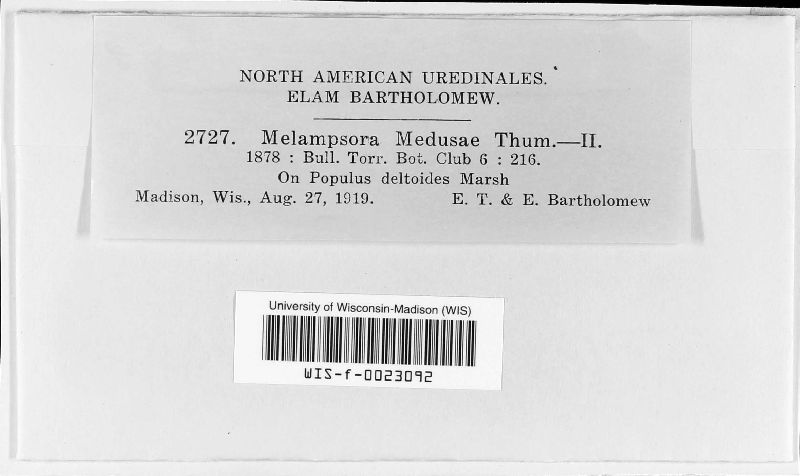 NORTH AMERICAN UREDINALES.
ELAM BARTHOLOMEW.
2727. Melampsora Medusae Thum.—II.
1878 : Bull. Torr. Bot. Club 6 : 216.
On Populus deltoides Marsh
Madison, Wis., Aug. 27, 1919. E. T. & E. Bartholomew
University of Wisconsin-Madison (WIS)
WIS-f-0023092